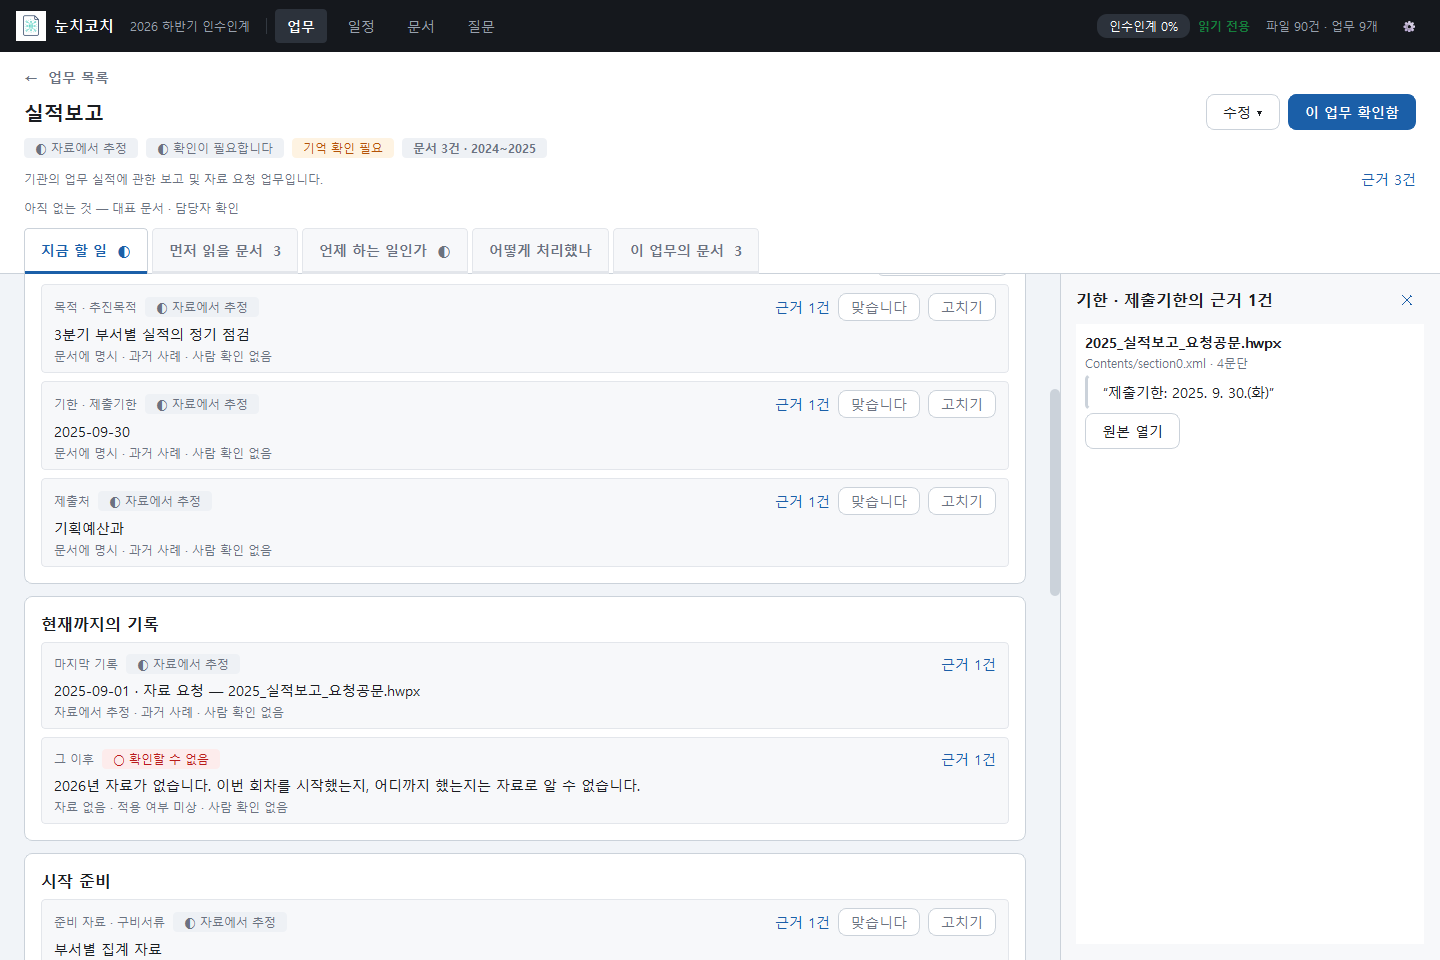 눈치코치 2026 하반기 인수인계 업무 일정 문서 질문 인수인계 0% 읽기 전용 파일 90건 · 업무 9개
← 업무 목록
실적보고 수정 ▾ 이 업무 확인함
◐ 자료에서 추정 ◐ 확인이 필요합니다 기억 확인 필요 문서 3건 · 2024~2025
기관의 업무 실적에 관한 보고 및 자료 요청 업무입니다. 근거 3건
아직 없는 것 — 대표 문서 · 담당자 확인
지금 할 일 ◐ 먼저 읽을 문서 3 언제 하는 일인가 ◐ 어떻게 처리했나 이 업무의 문서 3
목적 · 추진목적 ◐ 자료에서 추정 근거 1건 맞습니다 고치기
3분기 부서별 실적의 정기 점검
문서에 명시 · 과거 사례 · 사람 확인 없음
기한 · 제출기한 ◐ 자료에서 추정 근거 1건 맞습니다 고치기
2025-09-30
문서에 명시 · 과거 사례 · 사람 확인 없음
제출처 ◐ 자료에서 추정 근거 1건 맞습니다 고치기
기획예산과
문서에 명시 · 과거 사례 · 사람 확인 없음
현재까지의 기록
마지막 기록 ◐ 자료에서 추정 근거 1건
2025-09-01 · 자료 요청 — 2025_실적보고_요청공문.hwpx
자료에서 추정 · 과거 사례 · 사람 확인 없음
그 이후 ○ 확인할 수 없음 근거 1건
2026년 자료가 없습니다. 이번 회차를 시작했는지, 어디까지 했는지는 자료로 알 수 없습니다.
자료 없음 · 적용 여부 미상 · 사람 확인 없음
시작 준비
준비 자료 · 구비서류 ◐ 자료에서 추정 근거 1건 맞습니다 고치기
부서별 집계 자료
기한 · 제출기한의 근거 1건
2025_실적보고_요청공문.hwpx
Contents/section0.xml · 4문단
“제출기한: 2025. 9. 30.(화)”
원본 열기